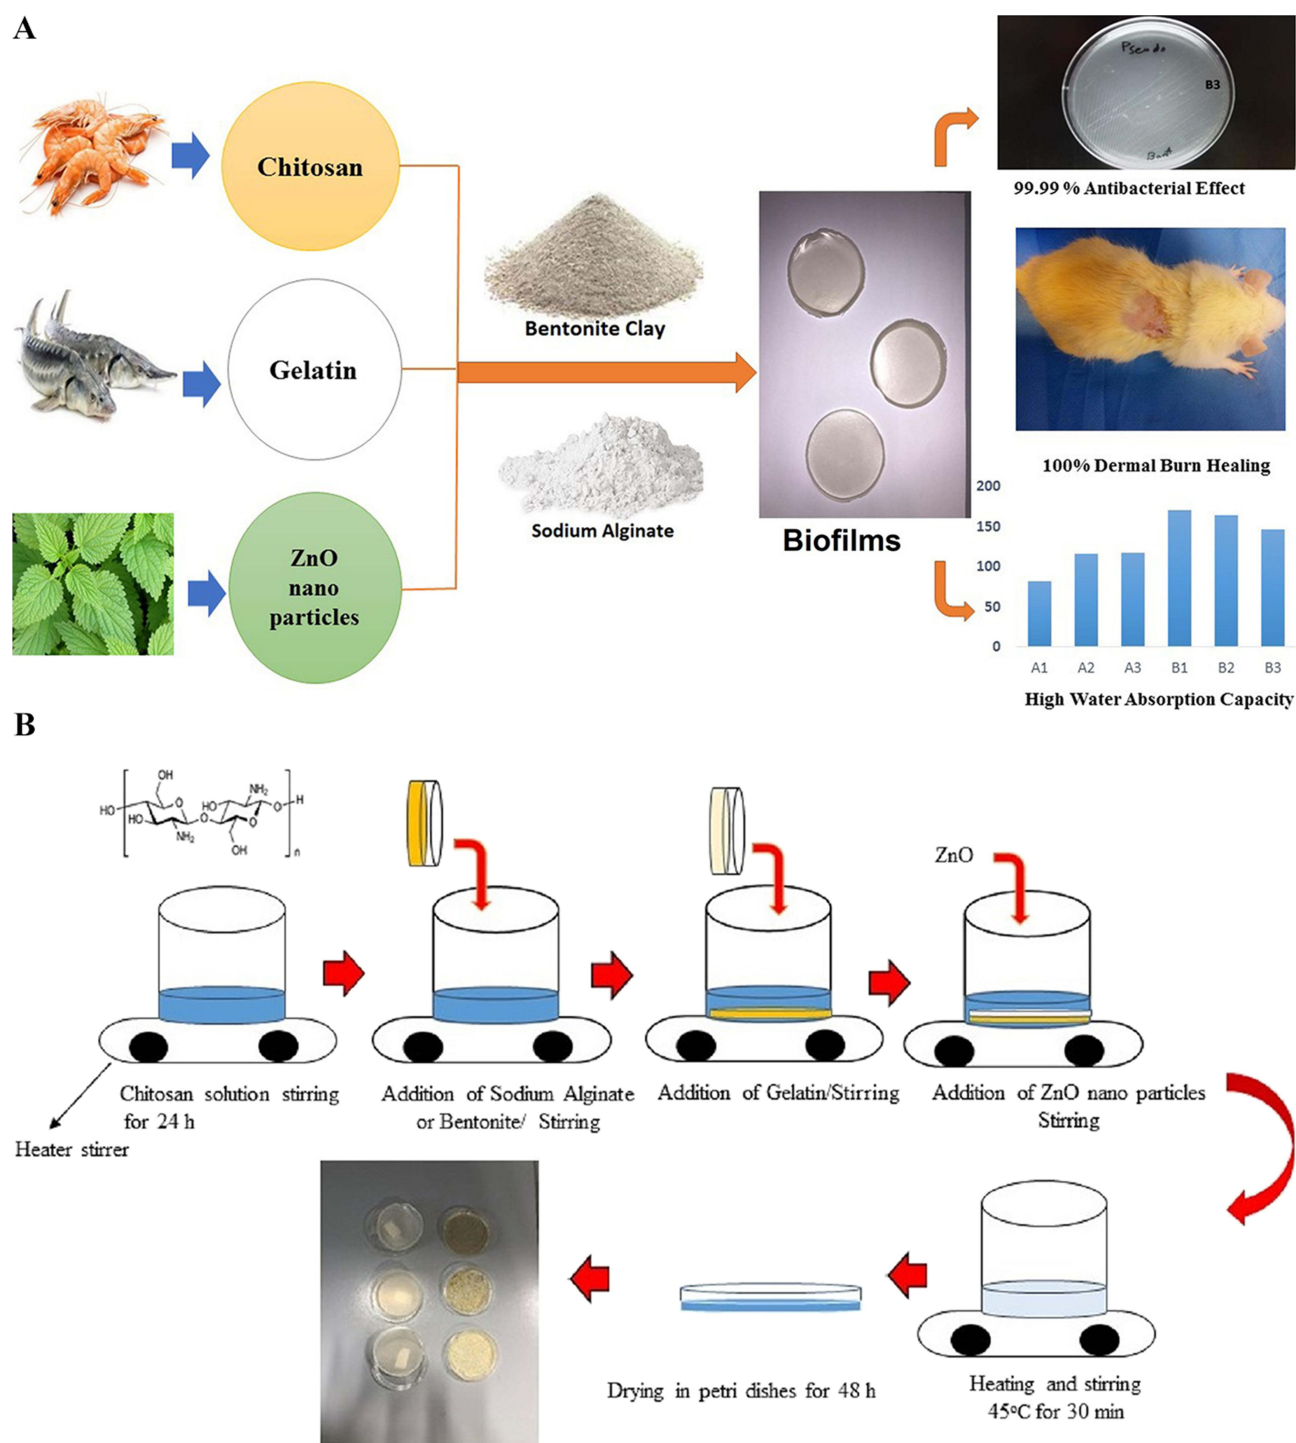 A
Chitosan
Gelatin
ZnO
nano
particles
Bentonite Clay
Sodium Alginate
Biofilms
Pseudo
B3
99.99 % Antibacterial Effect
100% Dermal Burn Healing
200
150
100
50
0
A1 A2 A3 B1 B2 B3
High Water Absorption Capacity
B
HO
OH
HO
O
NH2
O
HO
NH2
O
OH
O
H
n
ZnO
Chitosan solution stirring
for 24 h
Heater stirrer
Addition of Sodium Alginate
or Bentonite/ Stirring
Addition of Gelatin/Stirring
Addition of ZnO nano particles
Stirring
Heating and stirring
45°C for 30 min
Drying in petri dishes for 48 h